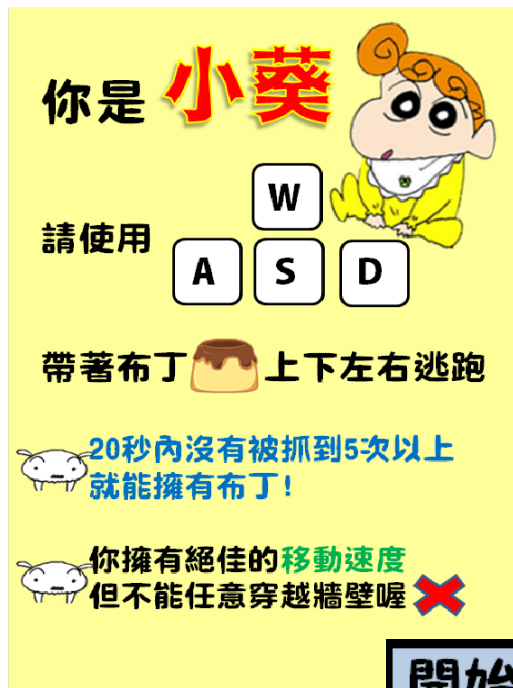 你是 小葵
請使用
W
A S D
帶著布丁 上下左右逃跑
20秒內沒有被抓到5次以上
就能擁有布丁!
你擁有絕佳的移動速度
但不能任意穿越牆壁喔
開始